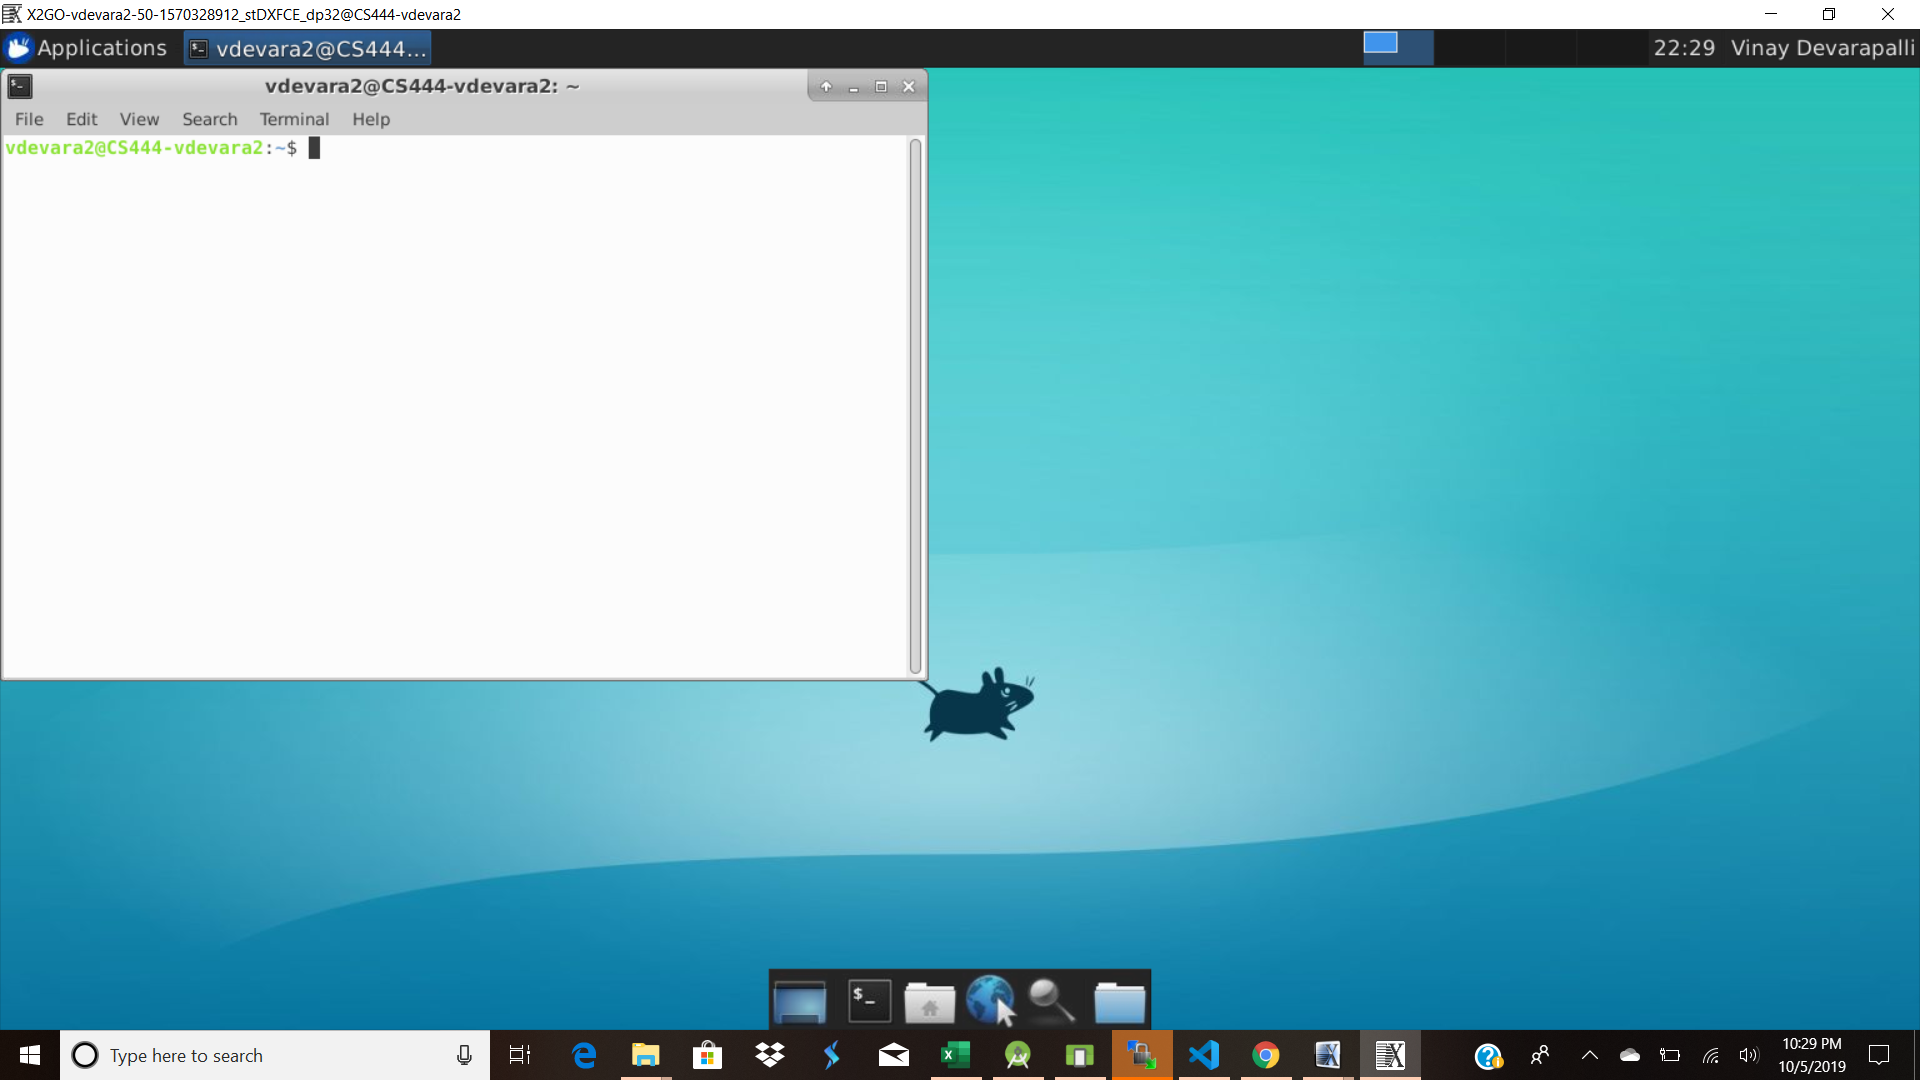 X2GO-vdevara2-50-1570328912_stDXFCE_dp32@CS444-vdevara2
Applications
vdevara2@CS444...
22:29
Vinay Devarapalli
vdevara2@CS444-vdevara2: ~
File Edit View Search Terminal Help
vdevara2@CS444-vdevara2:~$
$_
Type here to search
10:29 PM
10/5/2019